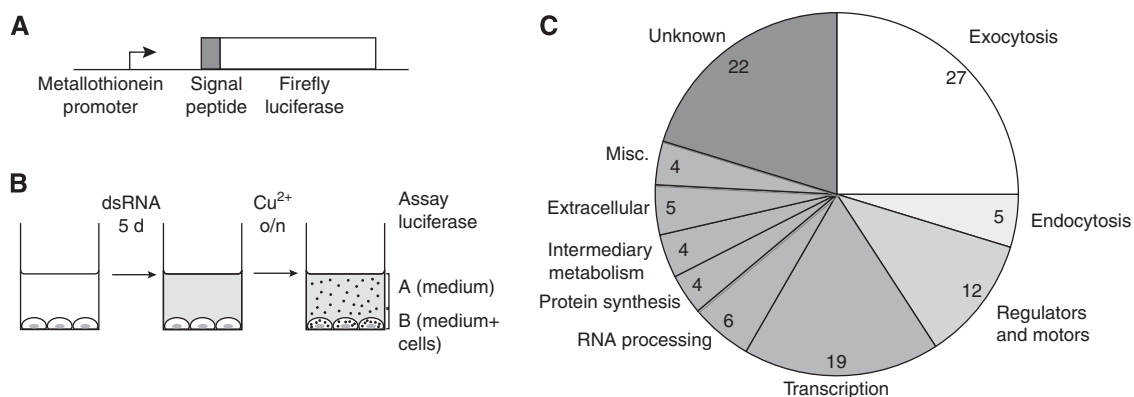 A
Metallothionein
promoter
Signal
peptide
Firefly
luciferase
B
dsRNA
5 d
Cu2+
o/n
Assay
luciferase
A (medium)
B (medium+
cells)
C
Unknown
22
Exocytosis
27
Misc.
4
Extracellular
5
5
Endocytosis
Intermediary
metabolism
4
Protein synthesis
4
12
Regulators
and motors
RNA processing
6
19
Transcription